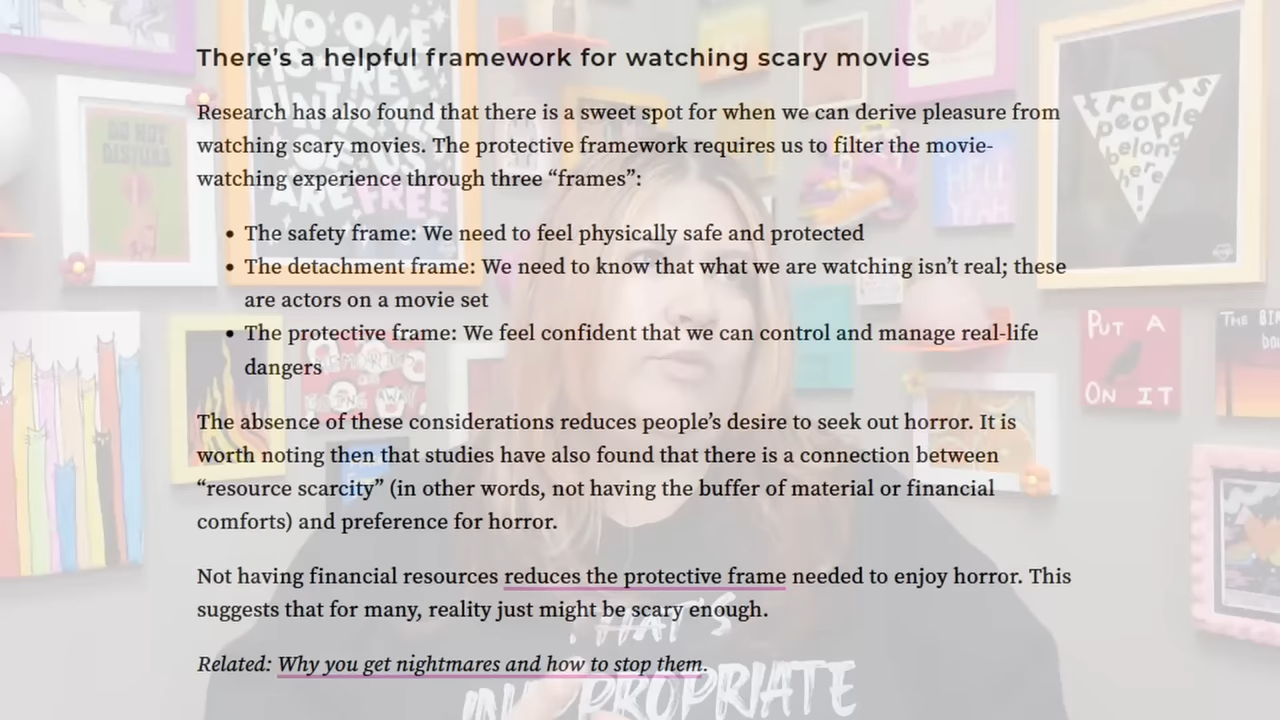 There's a helpful framework for watching scary movies
Research has also found that there is a sweet spot for when we can derive pleasure from
watching scary movies. The protective framework requires us to filter the movie-
watching experience through three “frames”:
• The safety frame: We need to feel physically safe and protected
• The detachment frame: We need to know that what we are watching isn’t real; these
are actors on a movie set
• The protective frame: We feel confident that we can control and manage real-life
dangers
The absence of these considerations reduces people’s desire to seek out horror. It is
worth noting then that studies have also found that there is a connection between
“resource scarcity” (in other words, not having the buffer of material or financial
comforts) and preference for horror.
Not having financial resources reduces the protective frame needed to enjoy horror. This
suggests that for many, reality just might be scary enough.
Related: Why you get nightmares and how to stop them.
NO ONE
FREE
ARE FREE
DO NOT
DISTURB
trans
people
belong
here
!
HELL
YEAH
PUT A
ON IT
THE
THAT'S